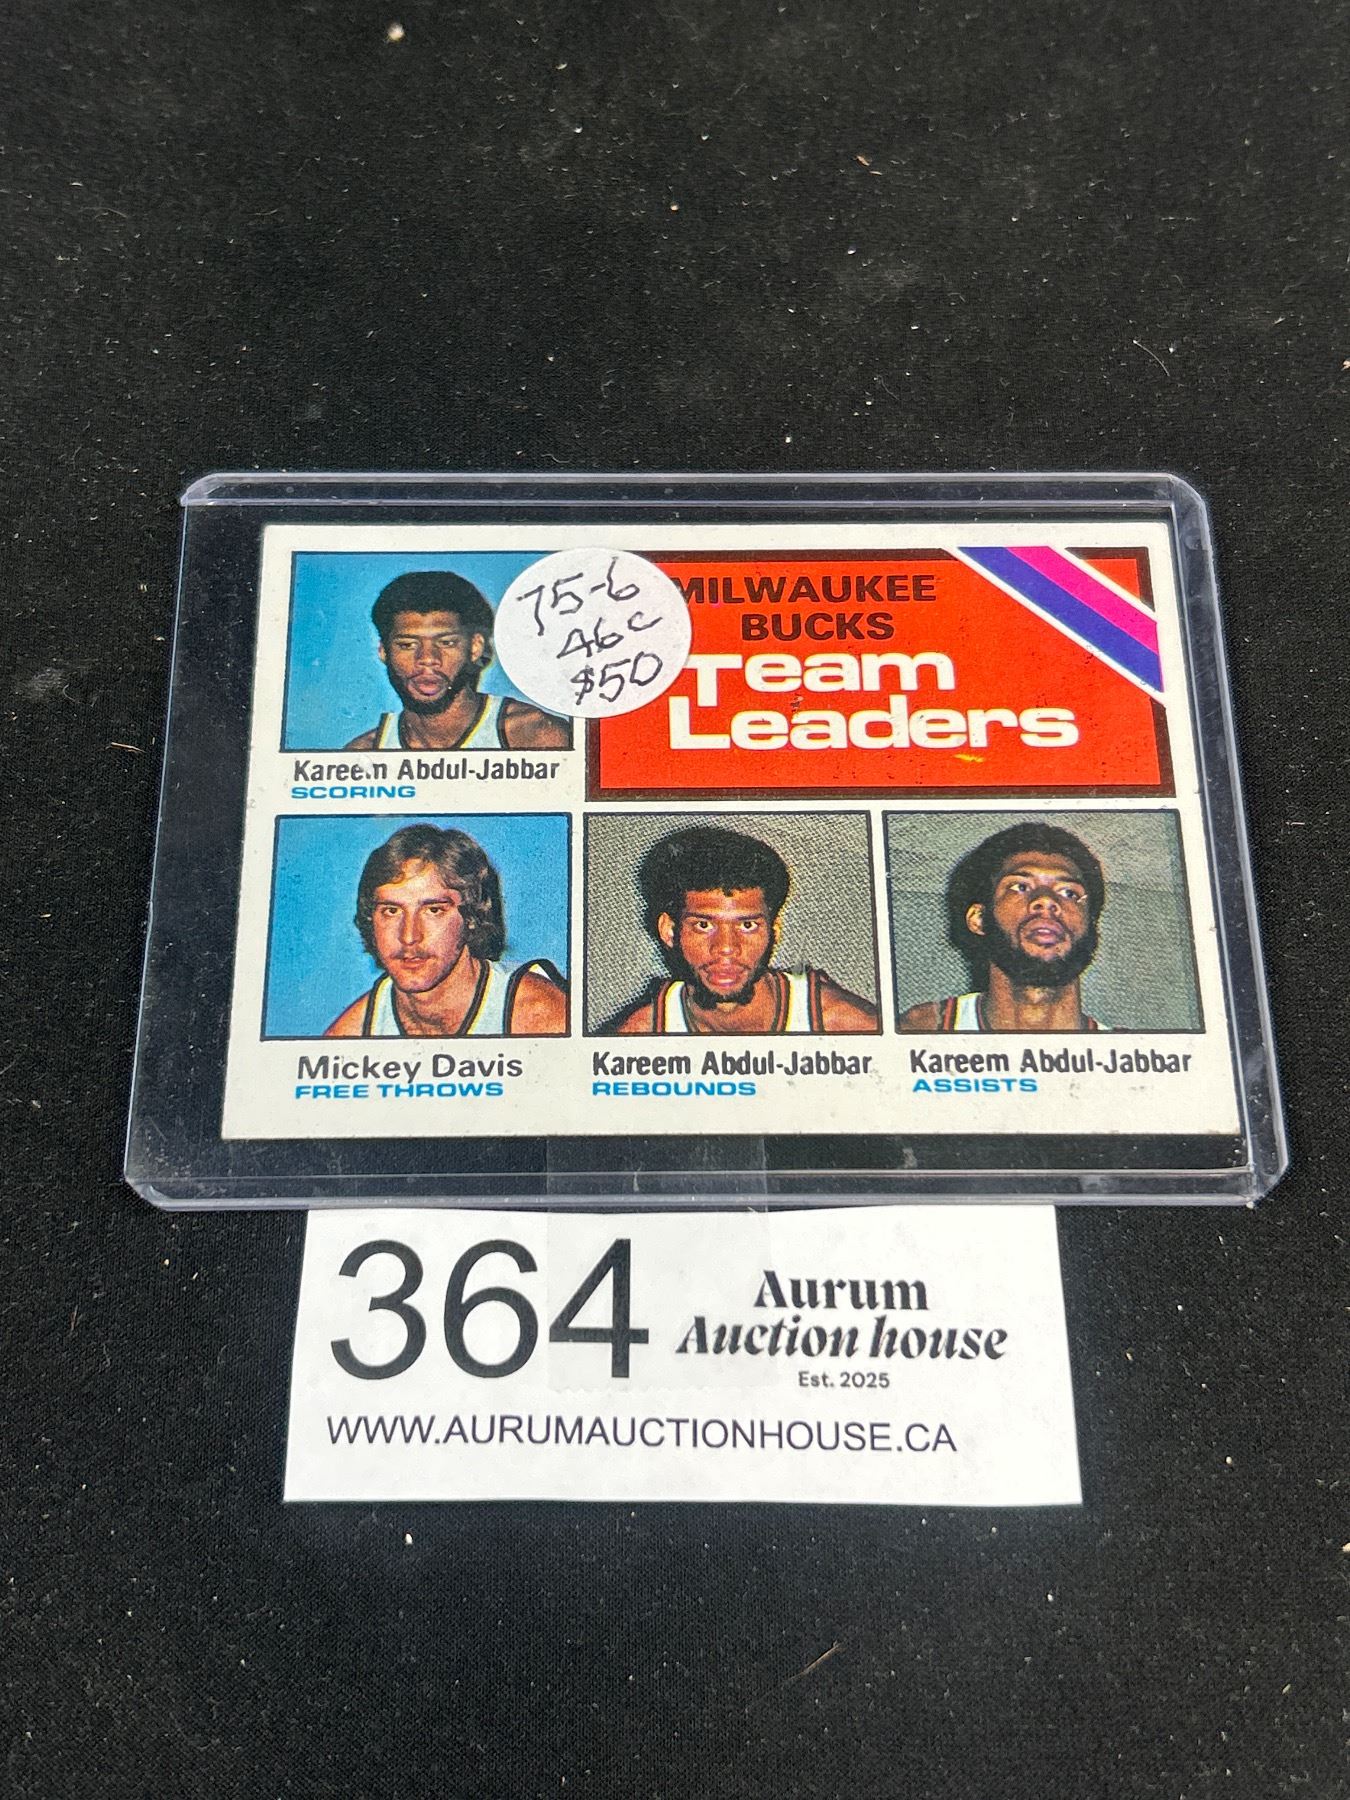 75-6
46c
$50
MILWAUKEE
BUCKS
Team
Leaders
Kareem Abdul-Jabbar
SCORING
Mickey Davis
FREE THROWS
Kareem Abdul-Jabbar
REBOUNDS
Kareem Abdul-Jabbar
ASSISTS
364
Aurum
Auction house
Est. 2025
WWW.AURUMAUCTIONHOUSE.CA